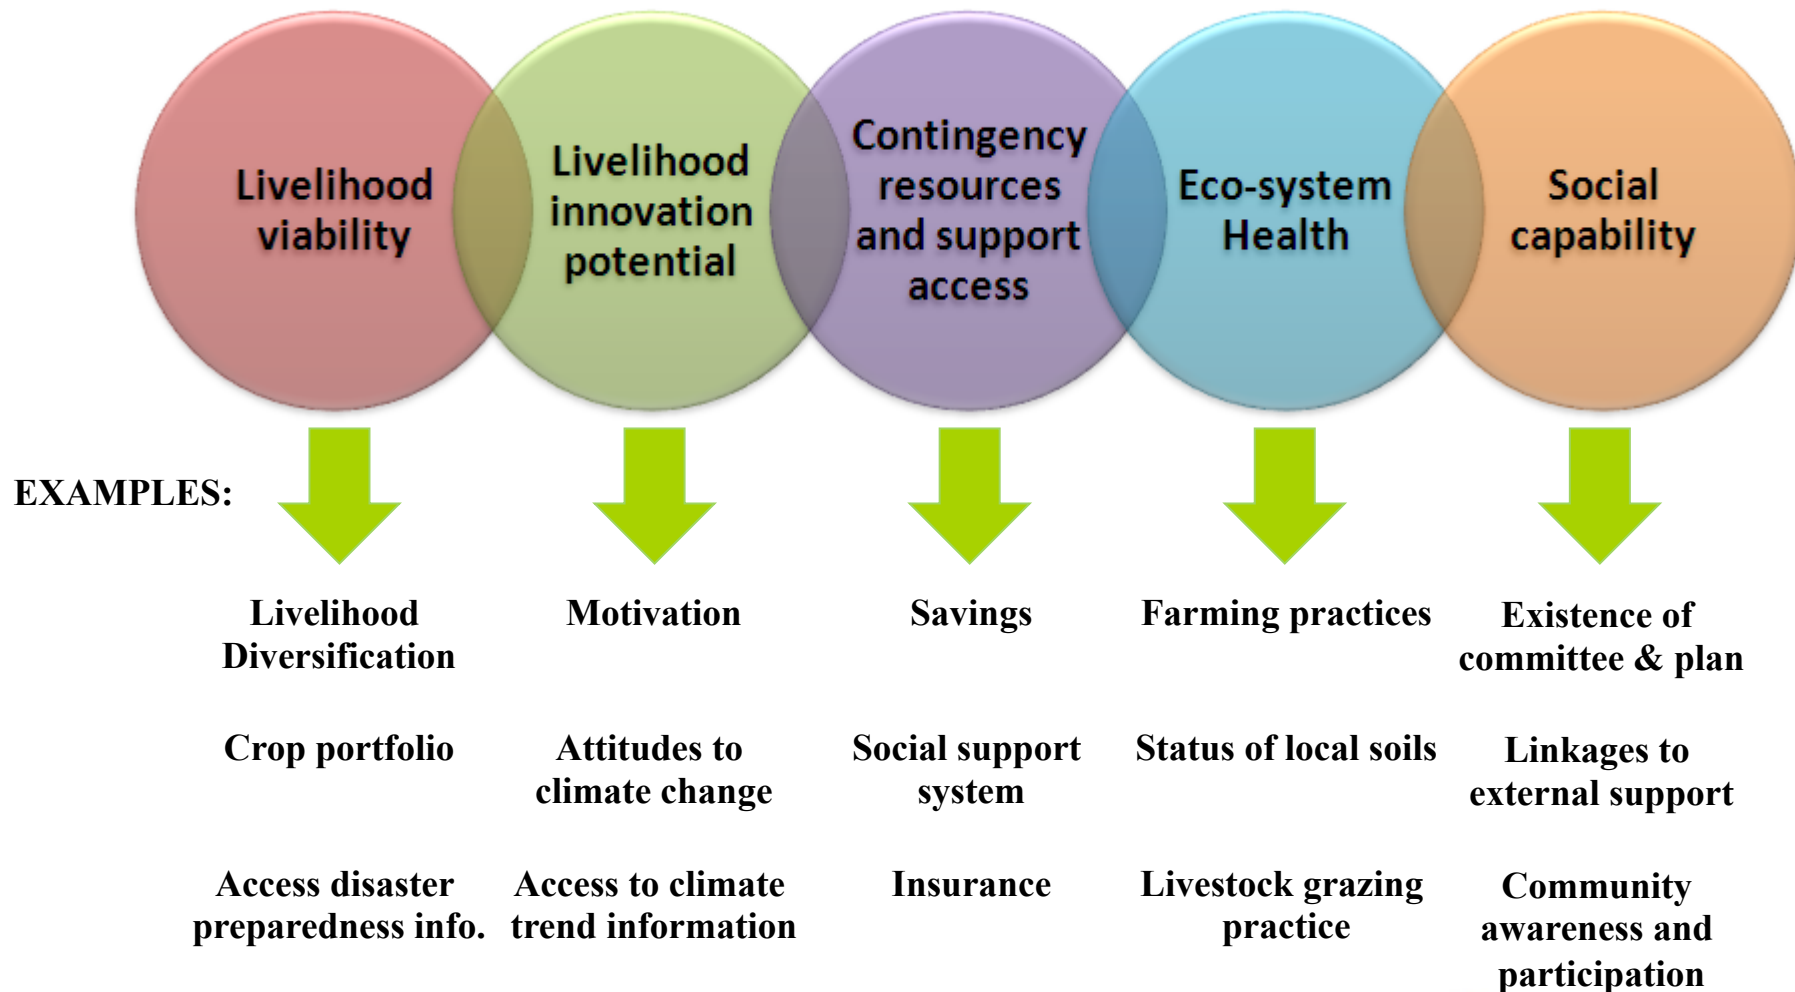 Livelihood
viability
Livelihood
innovation
potential
Contingency
resources
and support
access
Eco-system
Health
Social
capability
EXAMPLES:
Livelihood
Diversification
Crop portfolio
Access disaster
preparedness info.
Motivation
Attitudes to
climate change
Access to climate
trend information
Savings
Social support
system
Insurance
Farming practices
Status of local soils
Livestock grazing
practice
Existence of
committee & plan
Linkages to
external support
Community
awareness and
participation